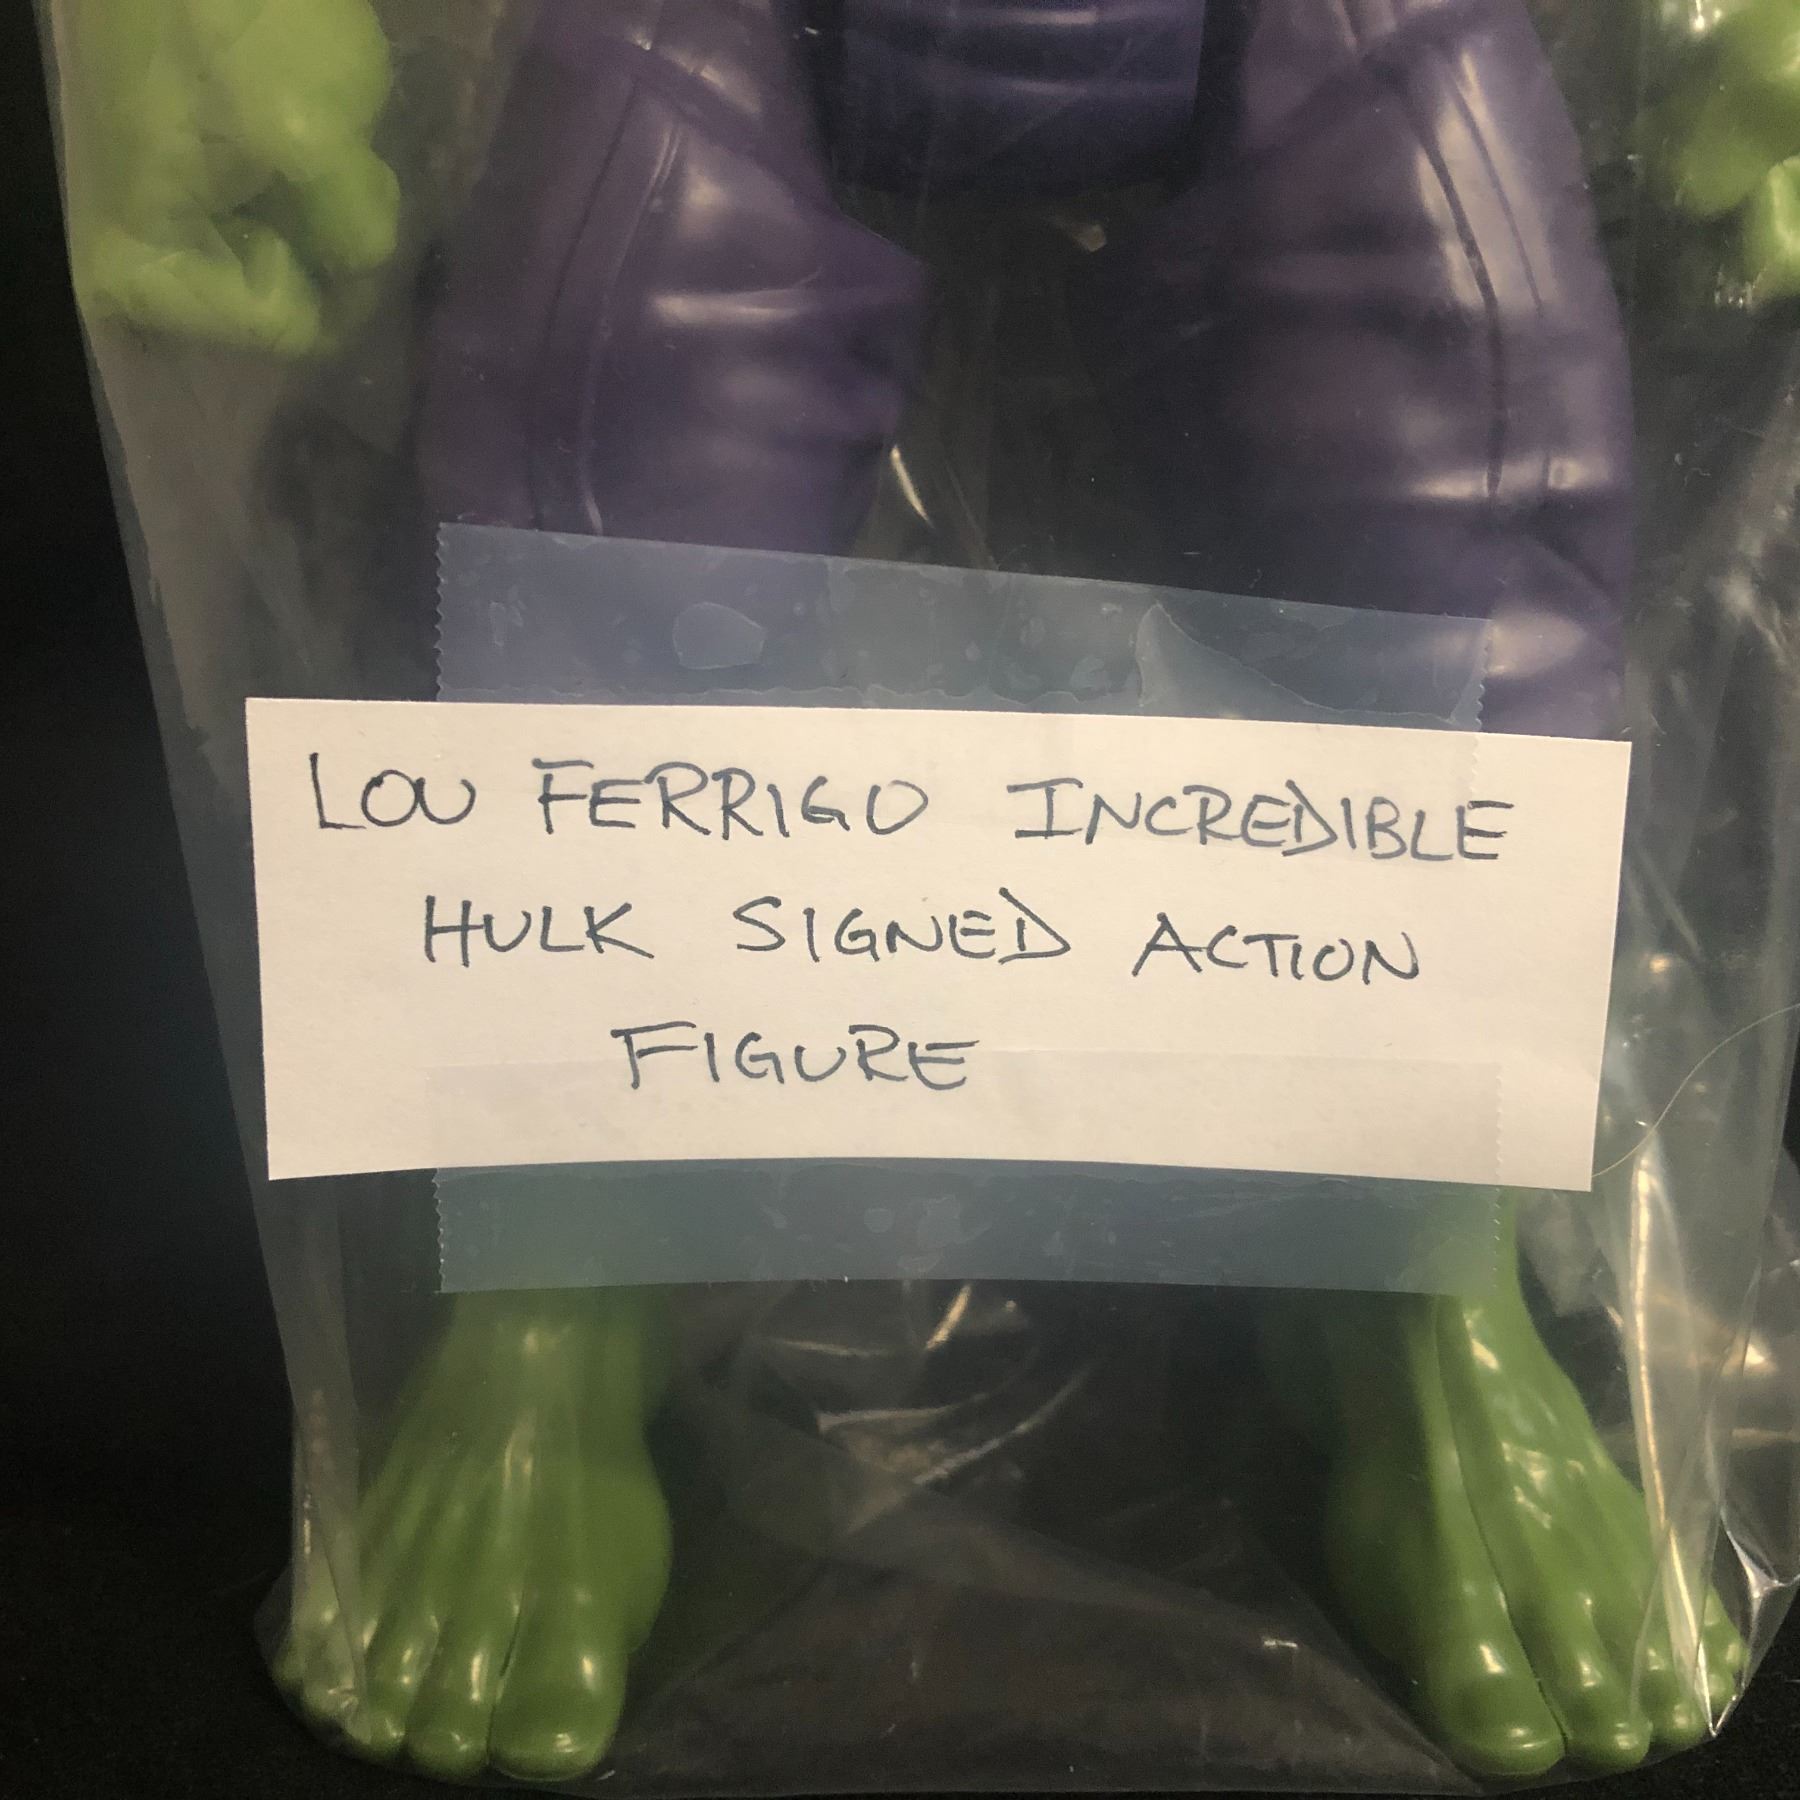 LOU FERRIGO INCREDIBLE
HULK SIGNED ACTION
FIGURE